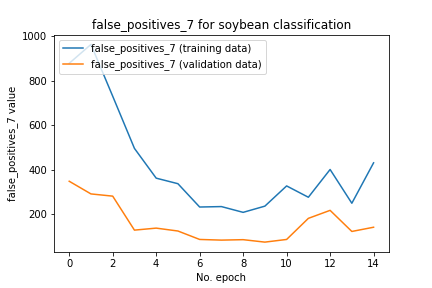 false_positives_7 for soybean classification
false_positives_7 (training data)
false_positives_7 (validation data)
false_positives_7 value
1000
800
600
400
200
0 2 4 6 8 10 12 14
No. epoch